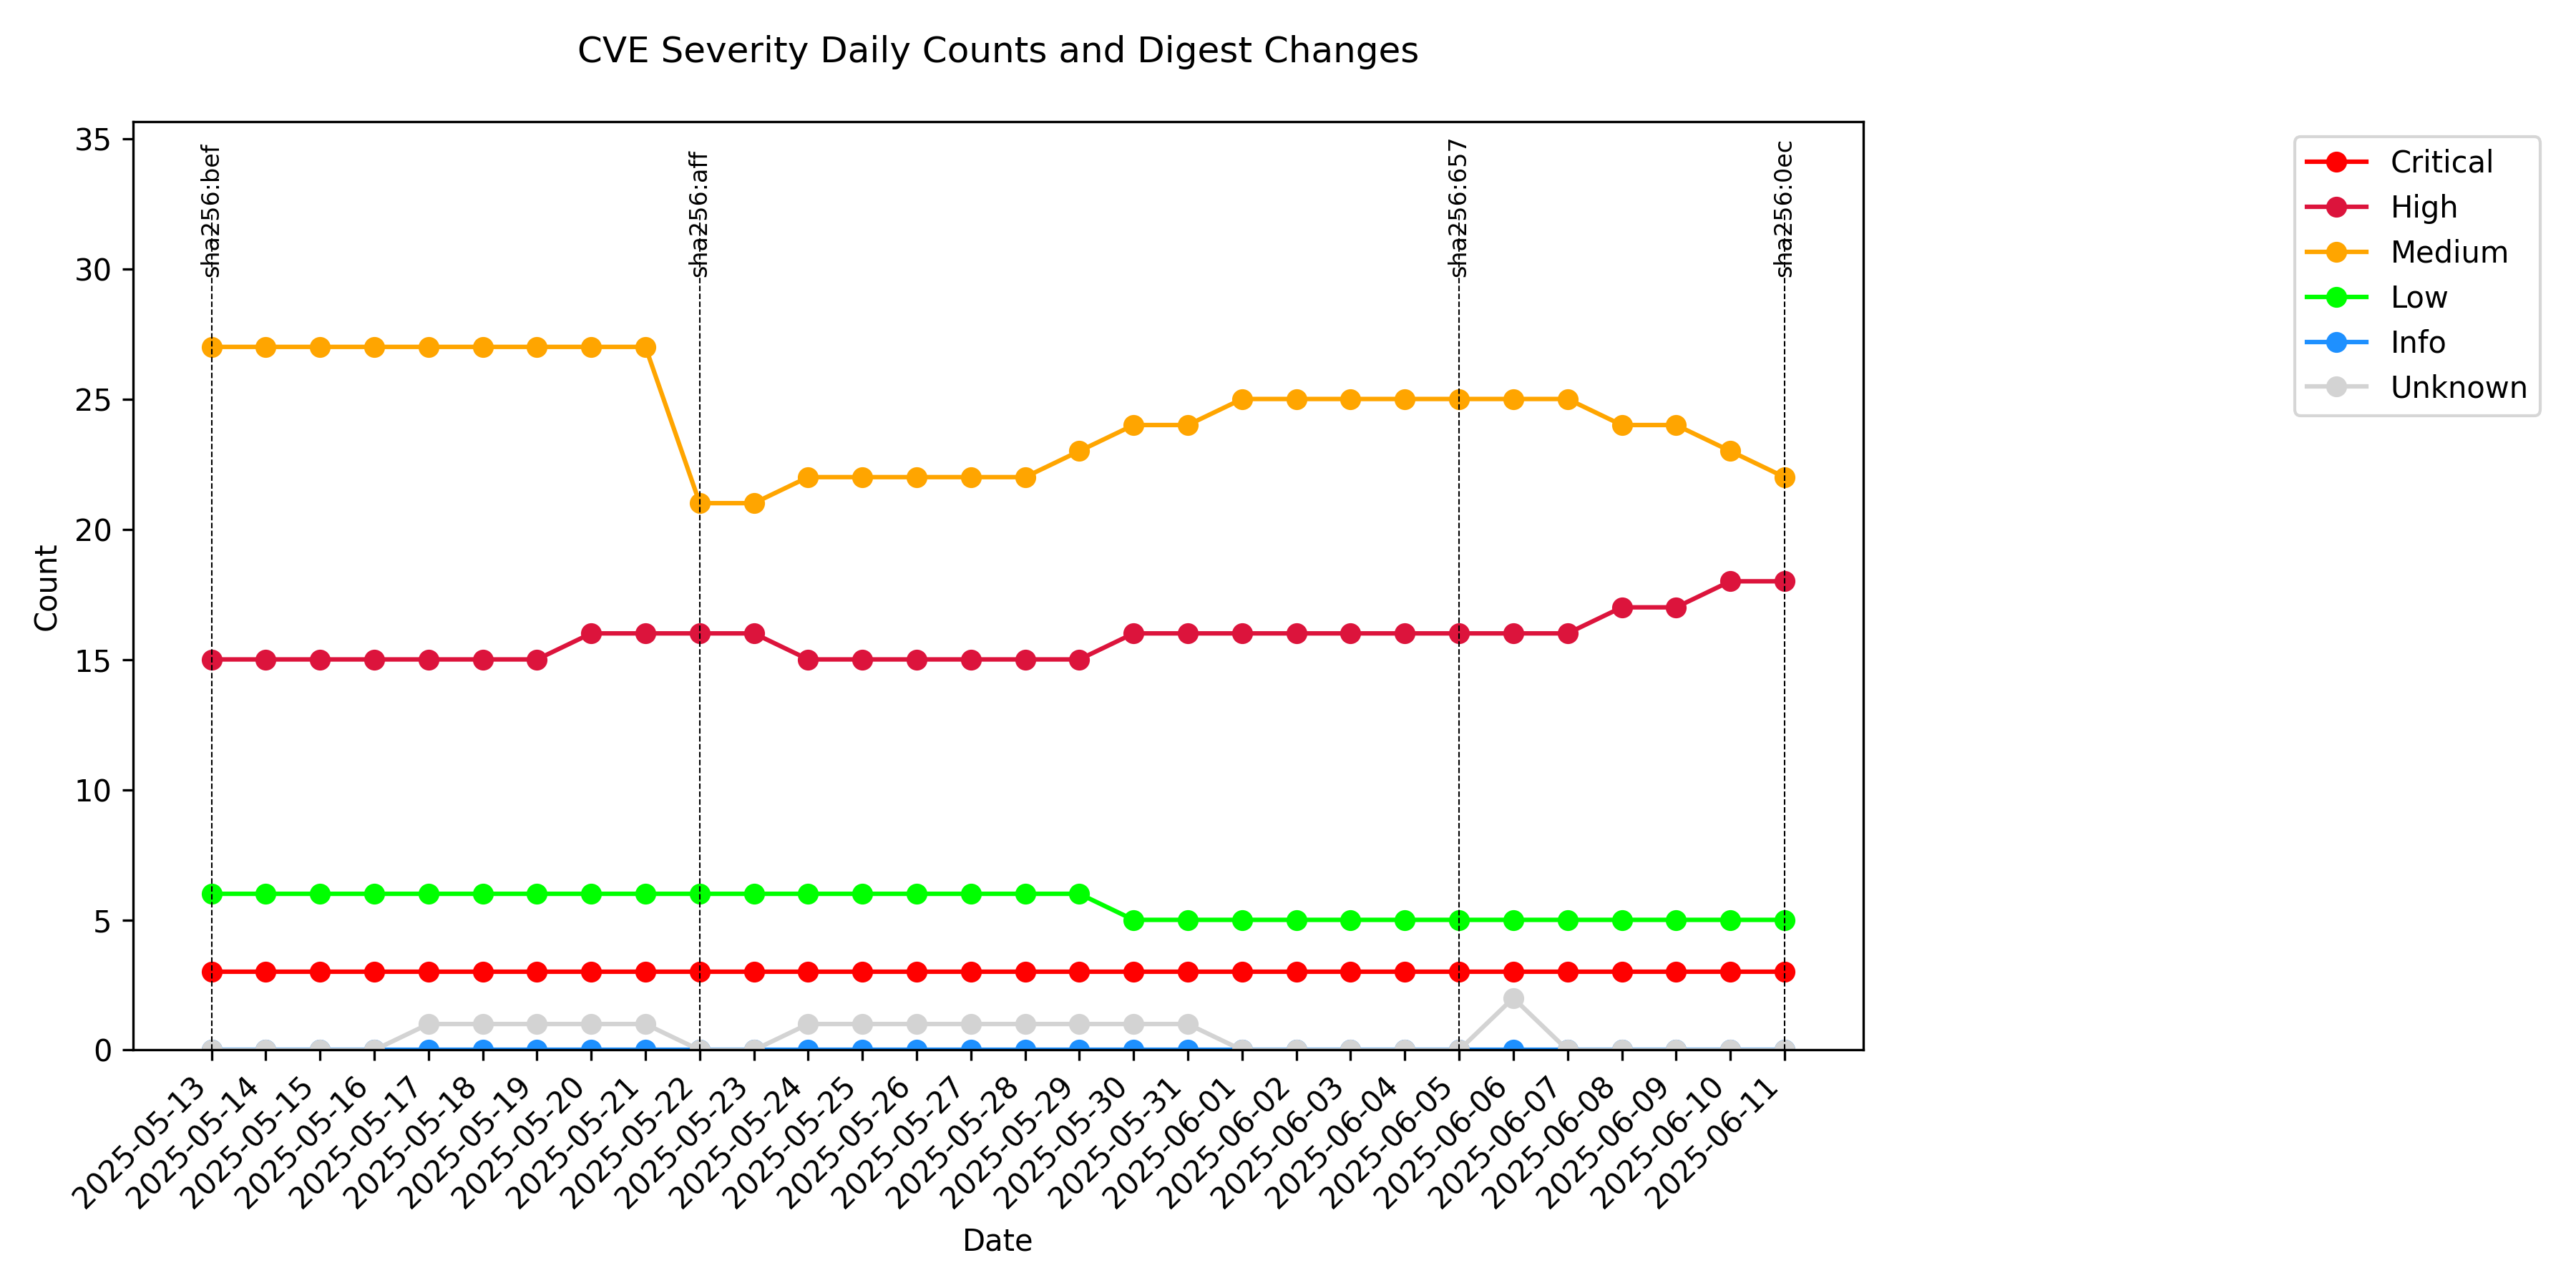 CVE Severity Daily Counts and Digest Changes
35
30
25
20
15
10
5
0
Count
sha256:bef
sha256:aff
sha256:657
sha256:0ec
Critical
High
Medium
Low
Info
Unknown
2025-05-13
2025-05-14
2025-05-15
2025-05-16
2025-05-17
2025-05-18
2025-05-19
2025-05-20
2025-05-21
2025-05-22
2025-05-23
2025-05-24
2025-05-25
2025-05-26
2025-05-27
2025-05-28
2025-05-29
2025-05-30
2025-05-31
2025-06-01
2025-06-02
2025-06-03
2025-06-04
2025-06-05
2025-06-06
2025-06-07
2025-06-08
2025-06-09
2025-06-10
2025-06-11
Date